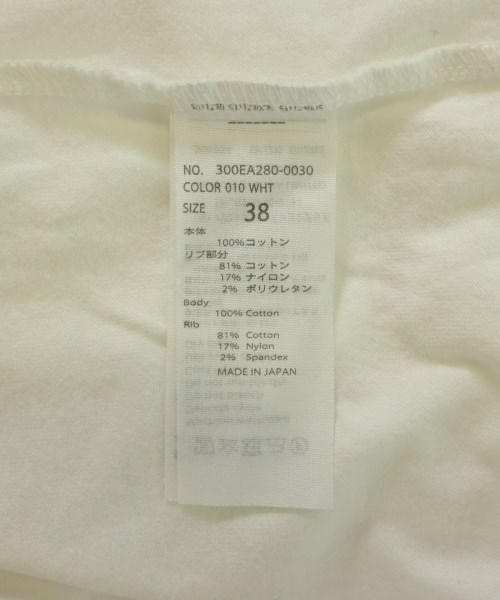 NO. 300EA280-0030
COLOR 010 WHT
SIZE 38
本体
100% コットン
リブ部分
81% コットン
17% ナイロン
2% ポリウレタン
Body
100% Cotton
Rib
81% Cotton
17% Nylon
2% Spandex
MADE IN JAPAN